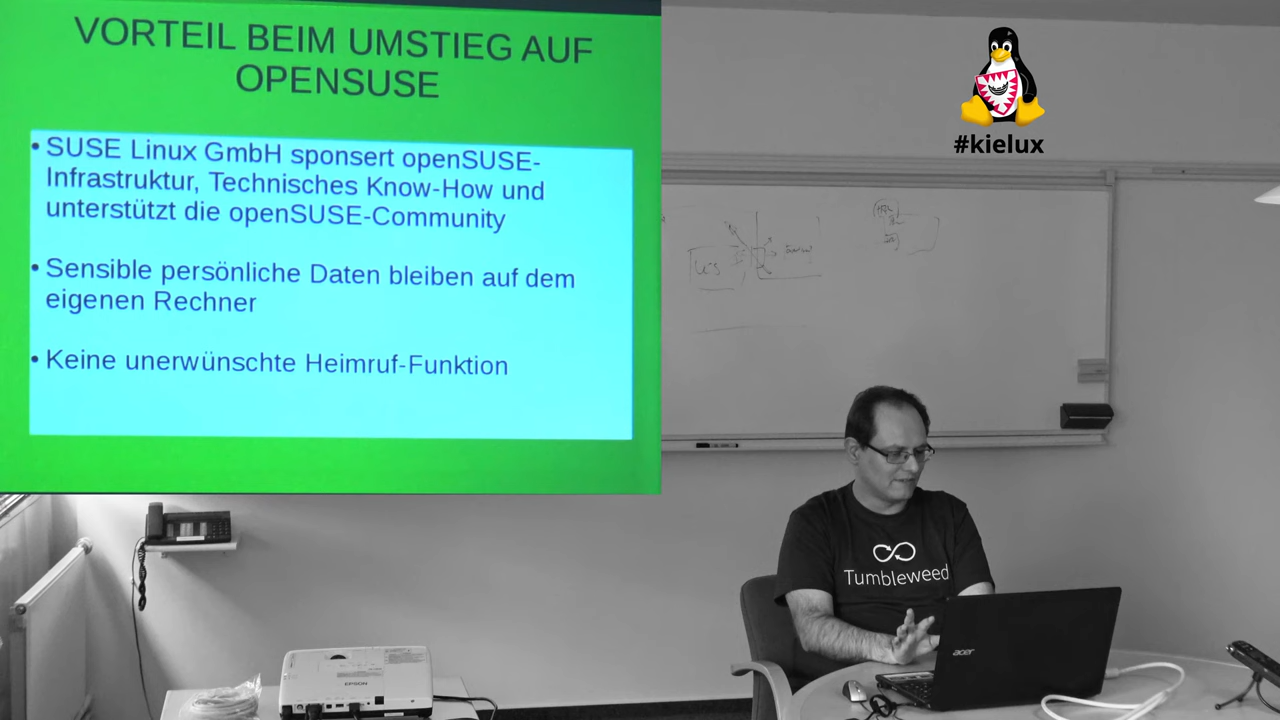 VORTEIL BEIM UMSTIEG AUF
OPENSUSE
• SUSE Linux GmbH sponsert openSUSE-
Infrastruktur, Technisches Know-How und
unterstützt die openSUSE-Community
• Sensible persönliche Daten bleiben auf dem
eigenen Rechner
• Keine unerwünschte Heimruf-Funktion
#kielux
Tumbleweed
acer
EPSON